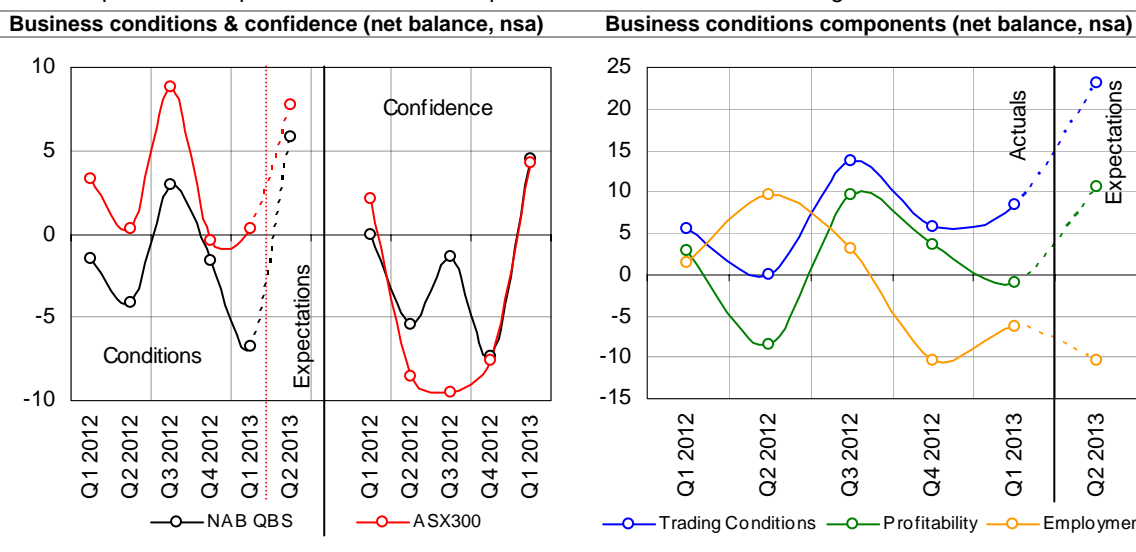 Business conditions & confidence (net balance, nsa)
10
5
0
-5
-10
Conditions
Expectations
Confidence
Q1 2012
Q2 2012
Q3 2012
Q4 2012
Q1 2013
Q2 2013
Q1 2012
Q2 2012
Q3 2012
Q4 2012
Q1 2013
NAB QBS
ASX300
Business conditions components (net balance, nsa)
25
20
15
10
5
0
-5
-10
-15
Actuals
Expectations
Q1 2012
Q2 2012
Q3 2012
Q4 2012
Q1 2013
Q2 2013
Trading Conditions
Profitability